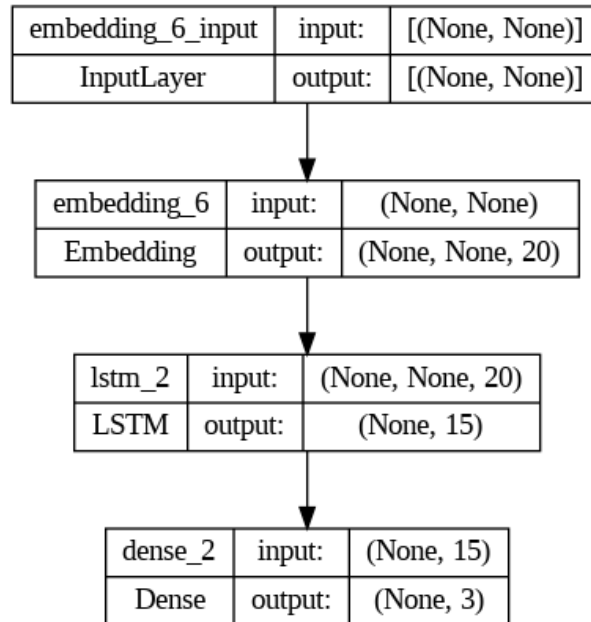 embedding_6_input input: [(None, None)]
InputLayer output: [(None, None)]
embedding_6 input: (None, None)
Embedding output: (None, None, 20)
lstm_2 input: (None, None, 20)
LSTM output: (None, 15)
dense_2 input: (None, 15)
Dense output: (None, 3)